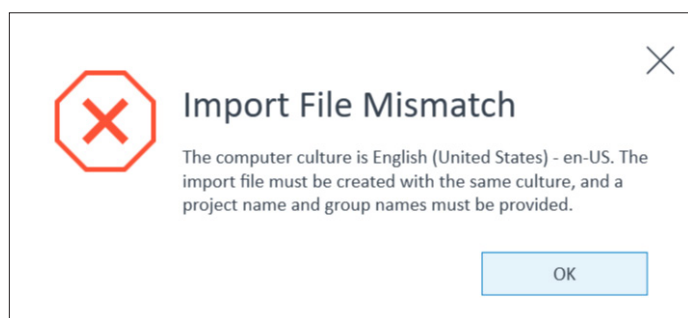 Import File Mismatch
The computer culture is English (United States) - en-US. The
import file must be created with the same culture, and a
project name and group names must be provided.
OK